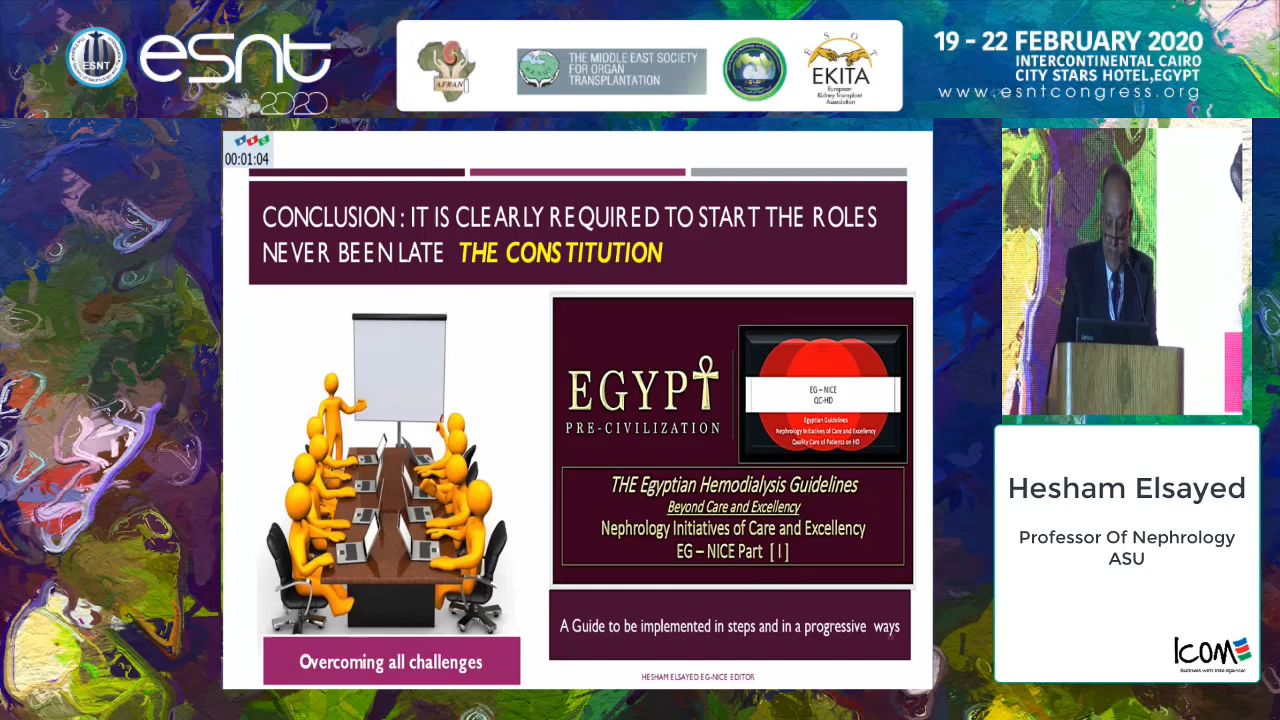 ESNT
esnt
2020
AFRAN
THE MIDDLE EAST SOCIETY
FOR ORGAN
TRANSPLANTATION
E S O T
EKITA
European
Kidney Transplant
Association
19 - 22 FEBRUARY 2020
INTERCONTINENTAL CAIRO
CITY STARS HOTEL,EGYPT
www.esntcongress.org
00:01:04
CONCLUSION : IT IS CLEARLY REQUIRED TO START THE ROLES
NEVER BEEN LATE THE CONSTITUTION
EGYPT
PRE-CIVILIZATION
EG – NICE
QC-HD
Egyptian Guidelines
Nephrology Initiatives of Care and Excellency
Quality Care of Patients on HD
THE Egyptian Hemodialysis Guidelines
Beyond Care and Excellency
Nephrology Initiatives of Care and Excellency
EG – NICE Part [ I ]
A Guide to be implemented in steps and in a progressive ways
Overcoming all challenges
HESHAM ELSAYED EG-NICE EDITOR
Hesham Elsayed
Professor Of Nephrology
ASU
ICOME
Business with Intelligence